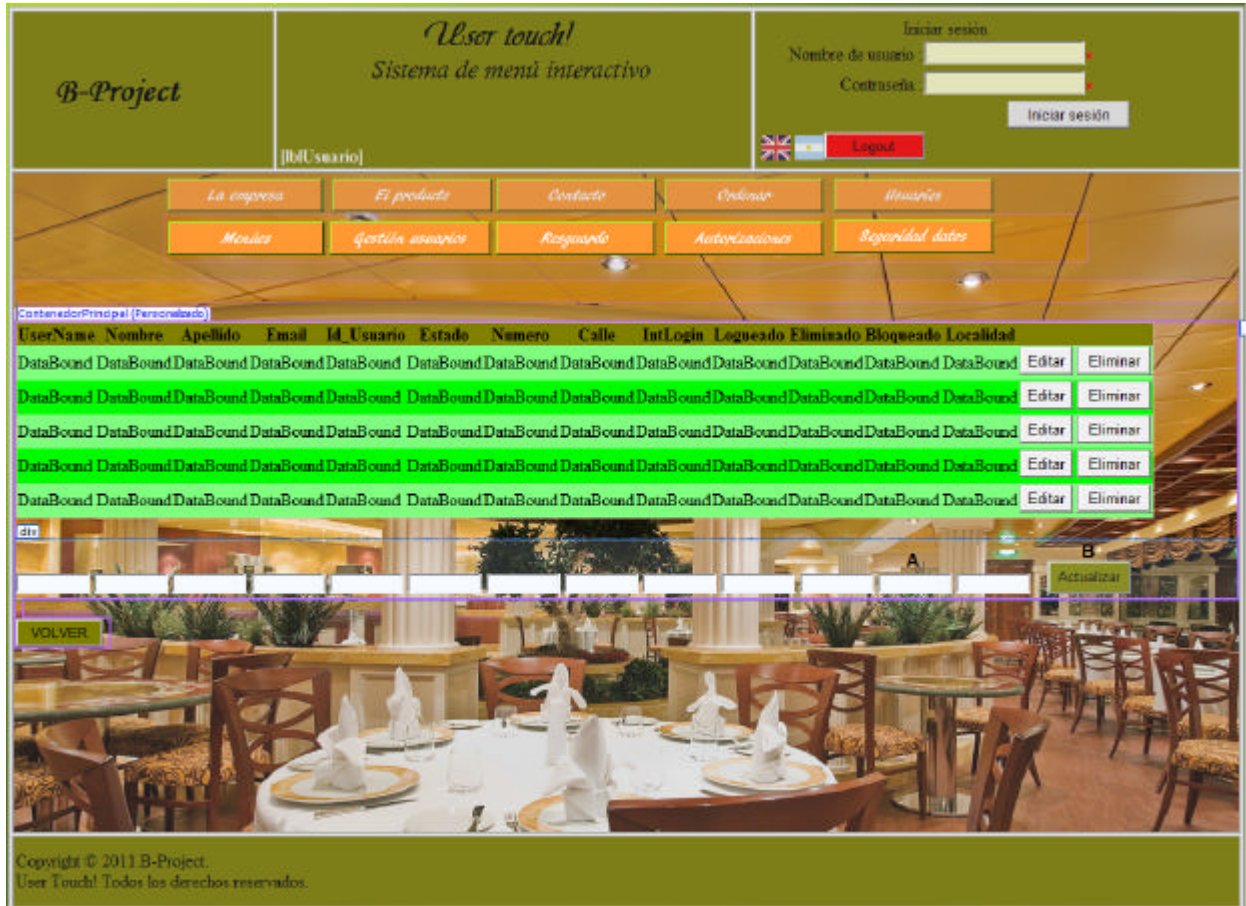 B-Project
User touch!
Sistema de menú interactivo
[lblUsuario]
Iniciar sesión
Nombre de usuario :
*
Contraseña :
*
Iniciar sesión
Logout
La empresa El producto Contacto Ordenar Usuarios
Menúes Gestión usuarios Resguardo Autorizaciones Seguridad datos
ContenedorPrincipal (Personalizado)
UserName Nombre Apellido Email Id_Usuario Estado Numero Calle IntLogin Logueado Eliminado Bloqueado Localidad
DataBound DataBound DataBound DataBound DataBound DataBound DataBound DataBound DataBound DataBound DataBound DataBound DataBound Editar Eliminar
DataBound DataBound DataBound DataBound DataBound DataBound DataBound DataBound DataBound DataBound DataBound DataBound DataBound Editar Eliminar
DataBound DataBound DataBound DataBound DataBound DataBound DataBound DataBound DataBound DataBound DataBound DataBound DataBound Editar Eliminar
DataBound DataBound DataBound DataBound DataBound DataBound DataBound DataBound DataBound DataBound DataBound DataBound DataBound Editar Eliminar
DataBound DataBound DataBound DataBound DataBound DataBound DataBound DataBound DataBound DataBound DataBound DataBound DataBound Editar Eliminar
div
A B
Actualizar
VOLVER
Copyright © 2011 B-Project.
User Touch! Todos los derechos reservados.